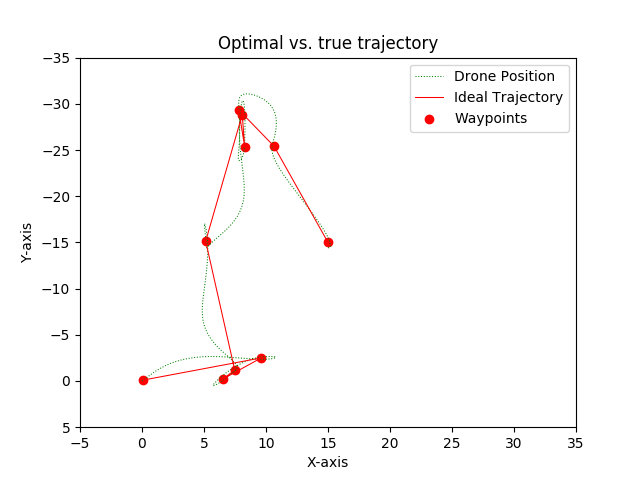 Optimal vs. true trajectory
Drone Position
Ideal Trajectory
Waypoints
−35
−30
−25
−20
−15
−10
−5
0
5
Y-axis
−5 0 5 10 15 20 25 30 35
X-axis